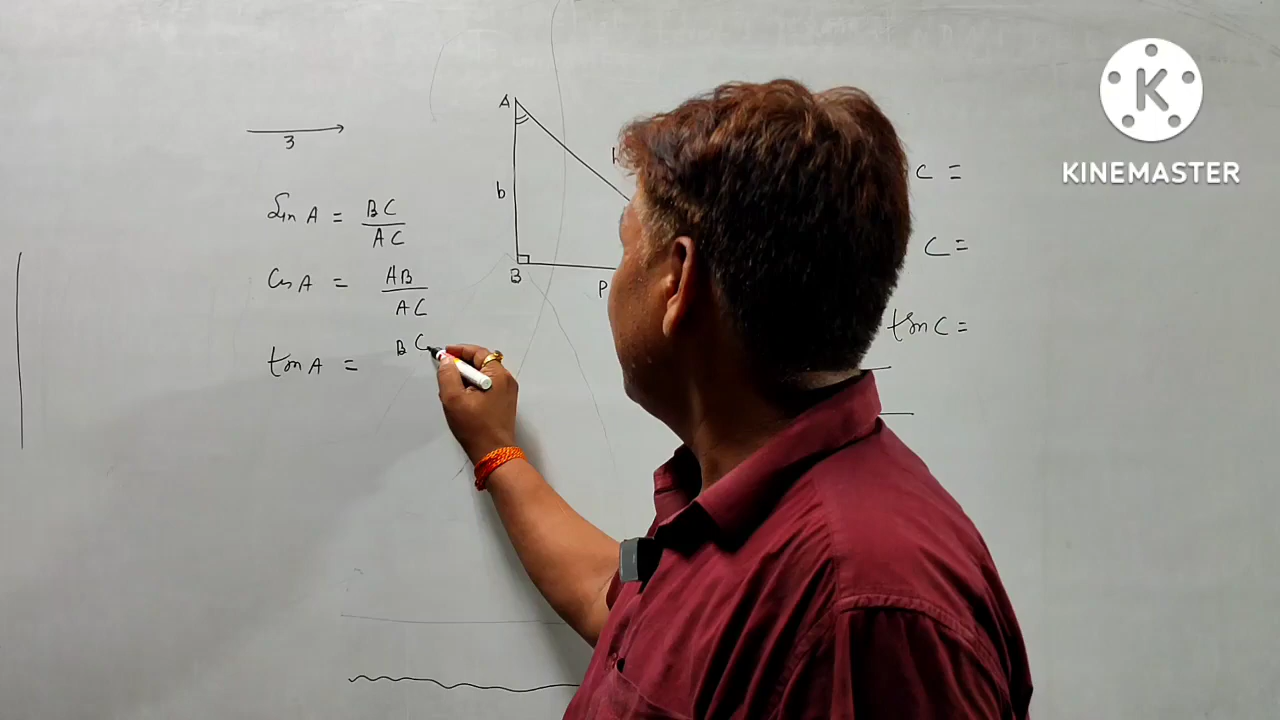 3
Sin A = BC / AC
Cos A = AB / AC
tan A = BC
A
b
B
P
C =
C =
tan C =
K
KINEMASTER